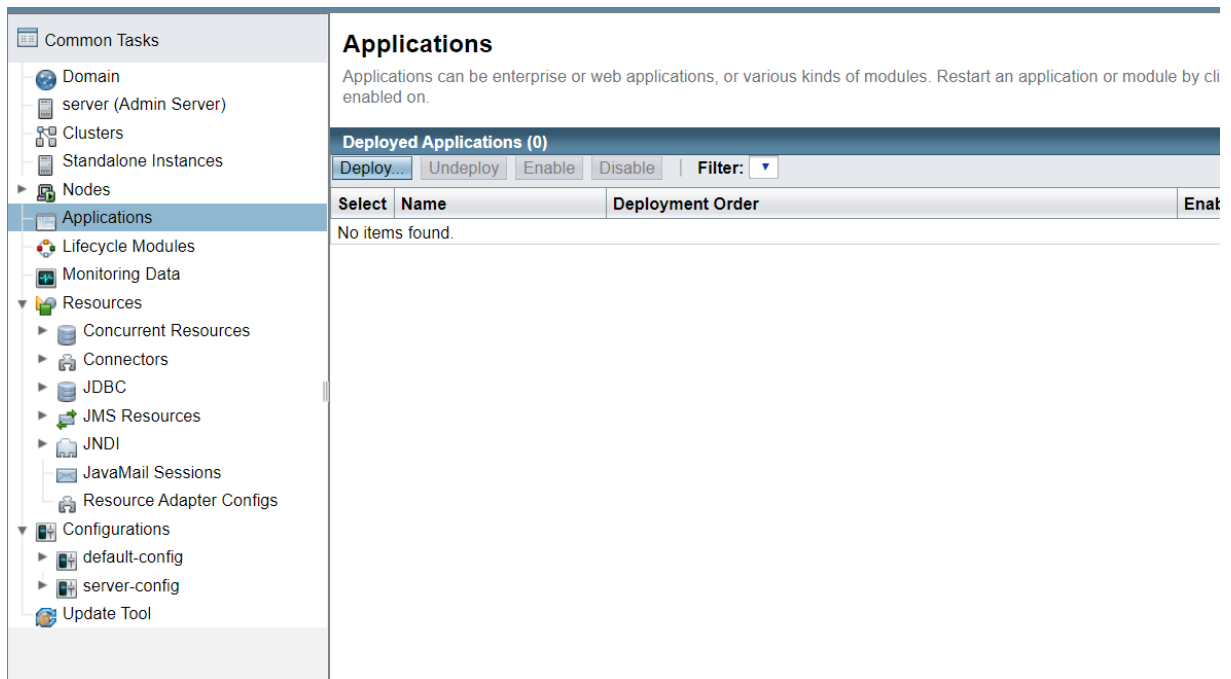 Common Tasks
Domain
server (Admin Server)
Clusters
Standalone Instances
Nodes
Applications
Lifecycle Modules
Monitoring Data
Resources
Concurrent Resources
Connectors
JDBC
JMS Resources
JNDI
JavaMail Sessions
Resource Adapter Configs
Configurations
default-config
server-config
Update Tool
Applications
Applications can be enterprise or web applications, or various kinds of modules. Restart an application or module by cli
enabled on.
Deployed Applications (0)
Deploy... Undeploy Enable Disable | Filter:
Select Name Deployment Order Enab
No items found.